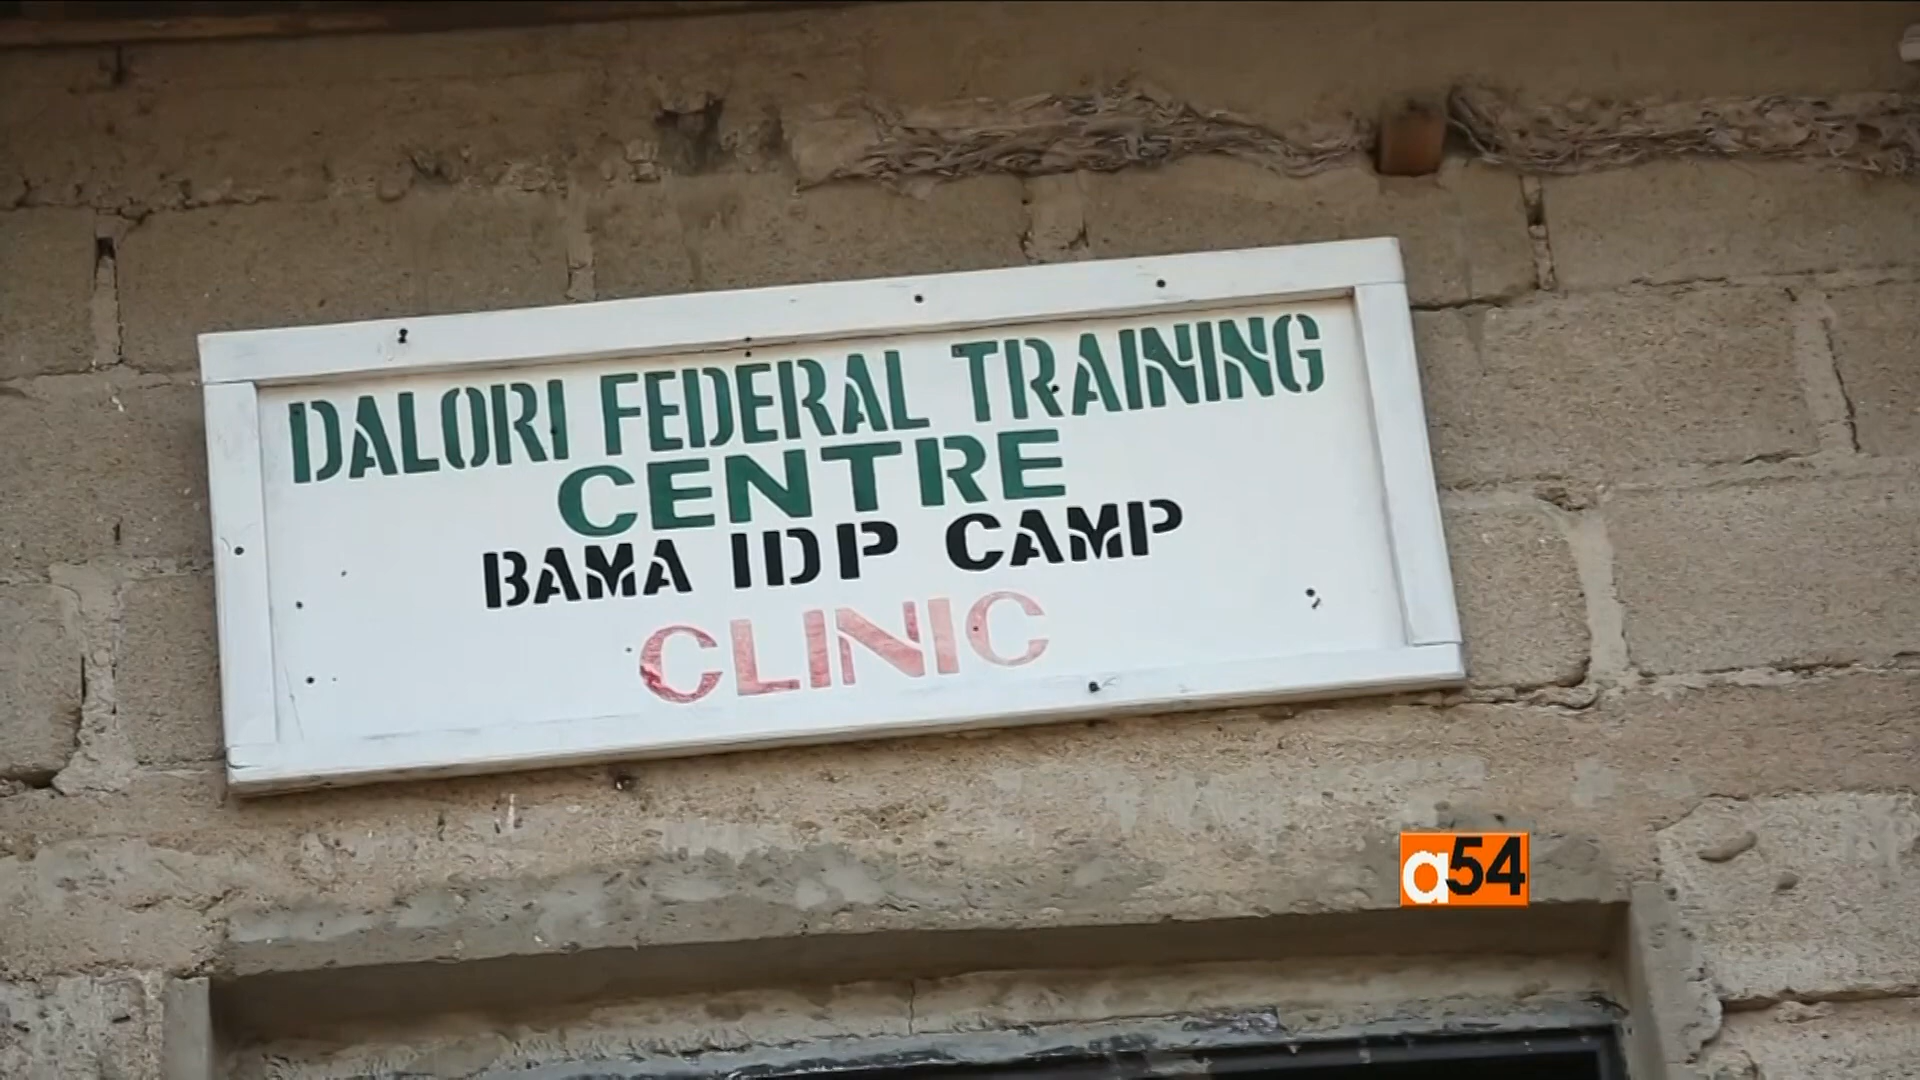 DALORI FEDERAL TRAINING
CENTRE
BAMA IDP CAMP
CLINIC
a54